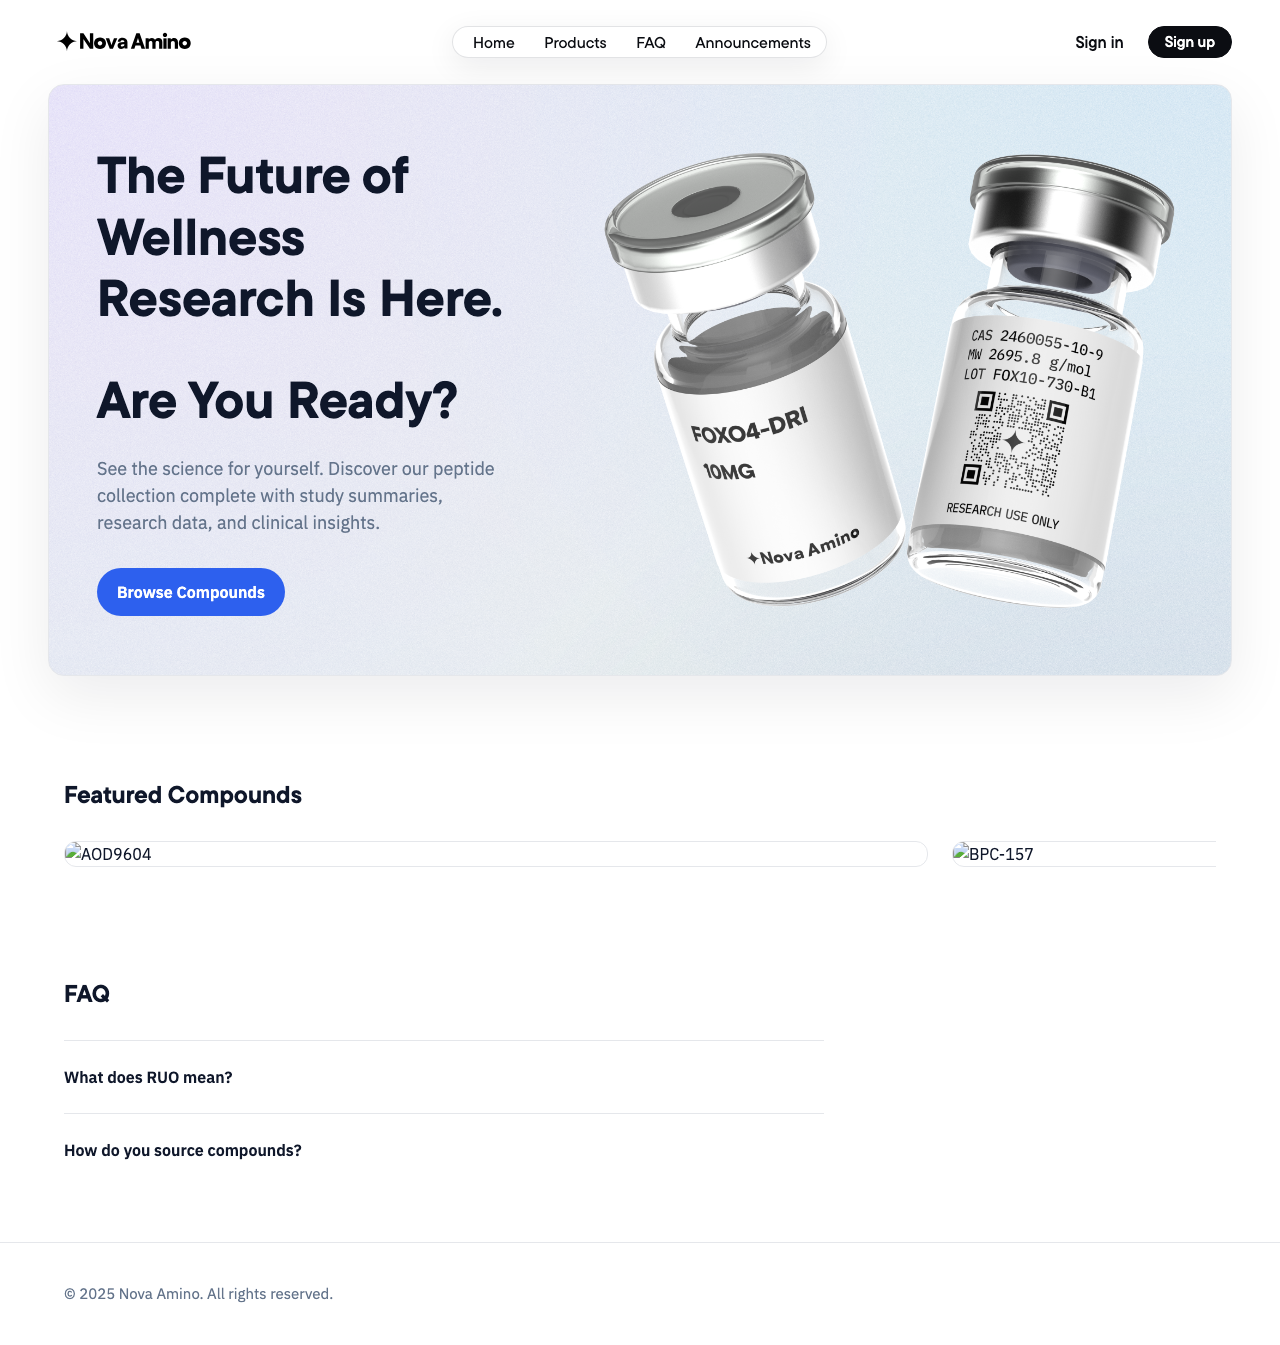 ✦ Nova Amino
Home Products FAQ Announcements
Sign in Sign up
The Future of
Wellness
Research Is Here.
Are You Ready?
See the science for yourself. Discover our peptide
collection complete with study summaries,
research data, and clinical insights.
Browse Compounds
FOXO4-DRI
10MG
✦Nova Amino
CAS 2460055-10-9
MW 2695.8 g/mol
LOT FOX10-730-B1
RESEARCH USE ONLY
Featured Compounds
AOD9604 BPC-157
FAQ
What does RUO mean?
How do you source compounds?
© 2025 Nova Amino. All rights reserved.